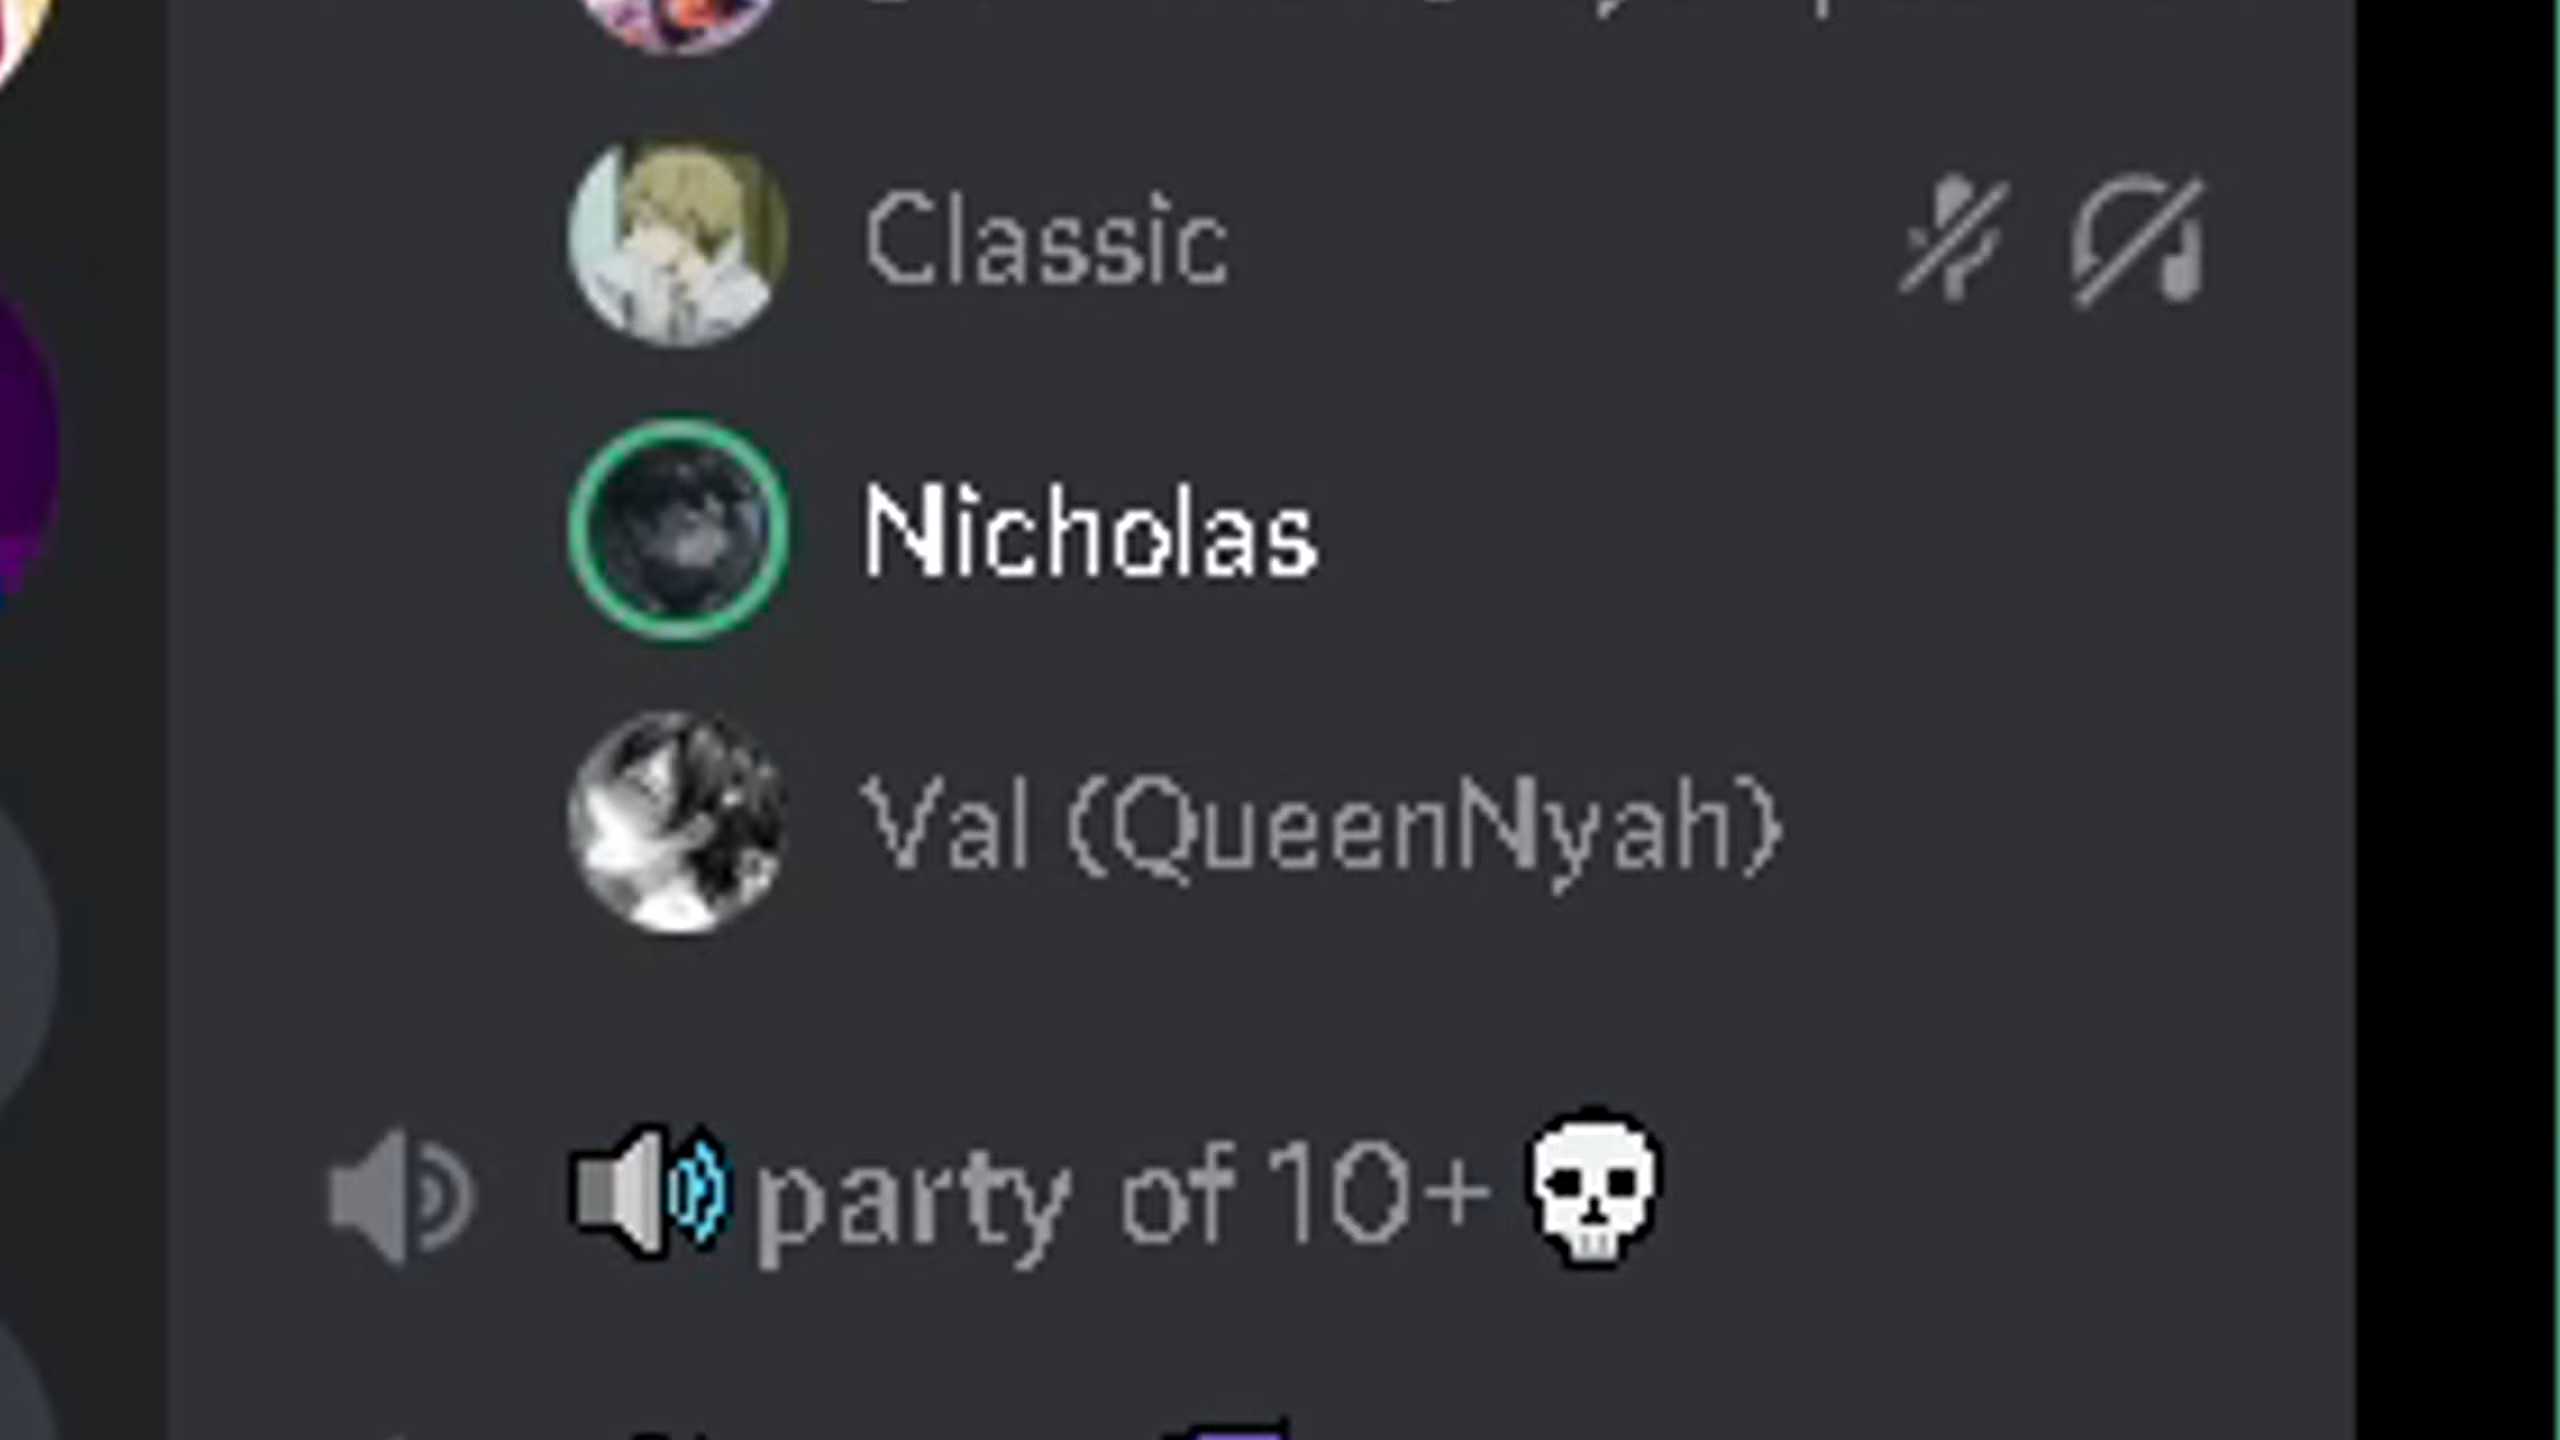 Classic
Nicholas
Val (QueenNyah)
🔊party of 10+ 💀